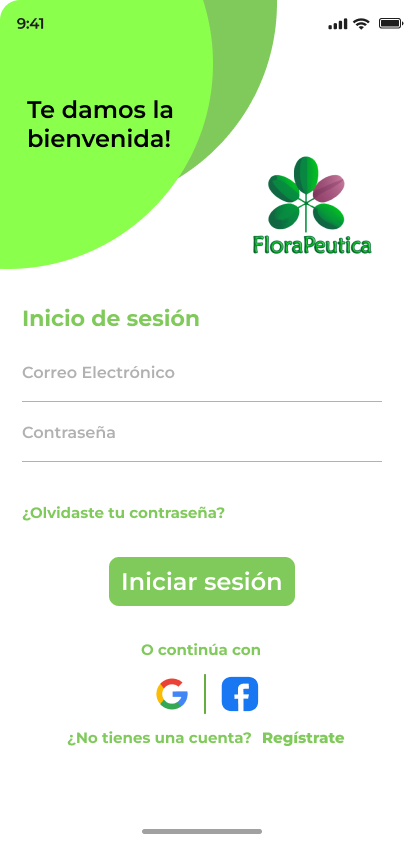 9:41
Te damos la
bienvenida!
FloraPeutica
Inicio de sesión
Correo Electrónico
Contraseña
¿Olvidaste tu contraseña?
Iniciar sesión
O continúa con
¿No tienes una cuenta? Regístrate